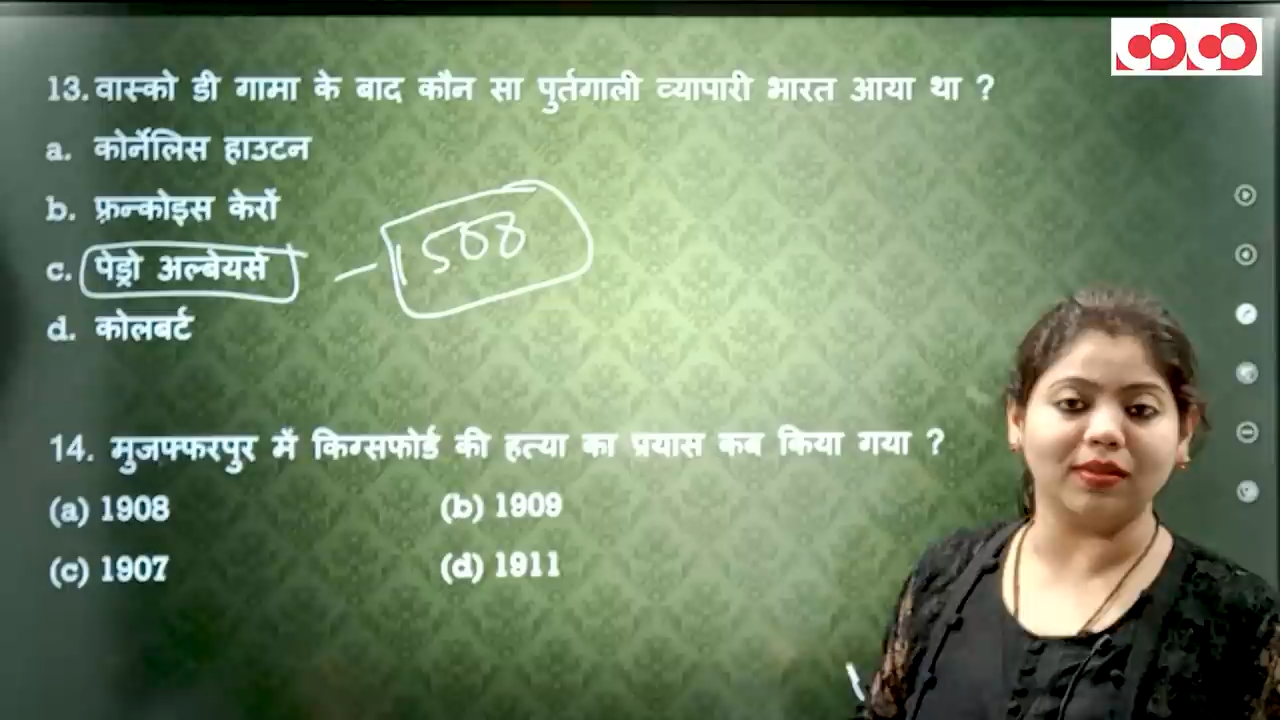 13. वास्को डी गामा के बाद कौन सा पुर्तगाली व्यापारी भारत आया था ?
a. कोर्नेलिस हाउटन
b. फ़्रन्कोइस केरों
c. पेड्रो अल्बेयर्स
d. कोलबर्ट
14. मुजफ्फरपुर में किग्सफोर्ड की हत्या का प्रयास कब किया गया ?
(a) 1908 (b) 1909
(c) 1907 (d) 1911